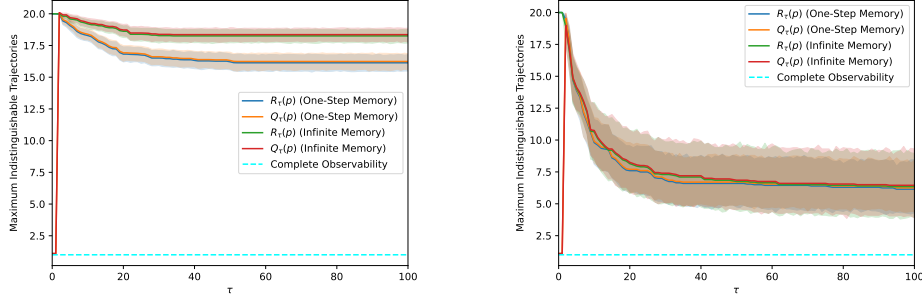 Maximum Indistinguishable Trajectories
20.0
17.5
15.0
12.5
10.0
7.5
5.0
2.5
0 20 40 60 80 100
τ
R_τ(p) (One-Step Memory)
Q_τ(p) (One-Step Memory)
R_τ(p) (Infinite Memory)
Q_τ(p) (Infinite Memory)
Complete Observability
Maximum Indistinguishable Trajectories
20.0
17.5
15.0
12.5
10.0
7.5
5.0
2.5
0 20 40 60 80 100
τ
R_τ(p) (One-Step Memory)
Q_τ(p) (One-Step Memory)
R_τ(p) (Infinite Memory)
Q_τ(p) (Infinite Memory)
Complete Observability